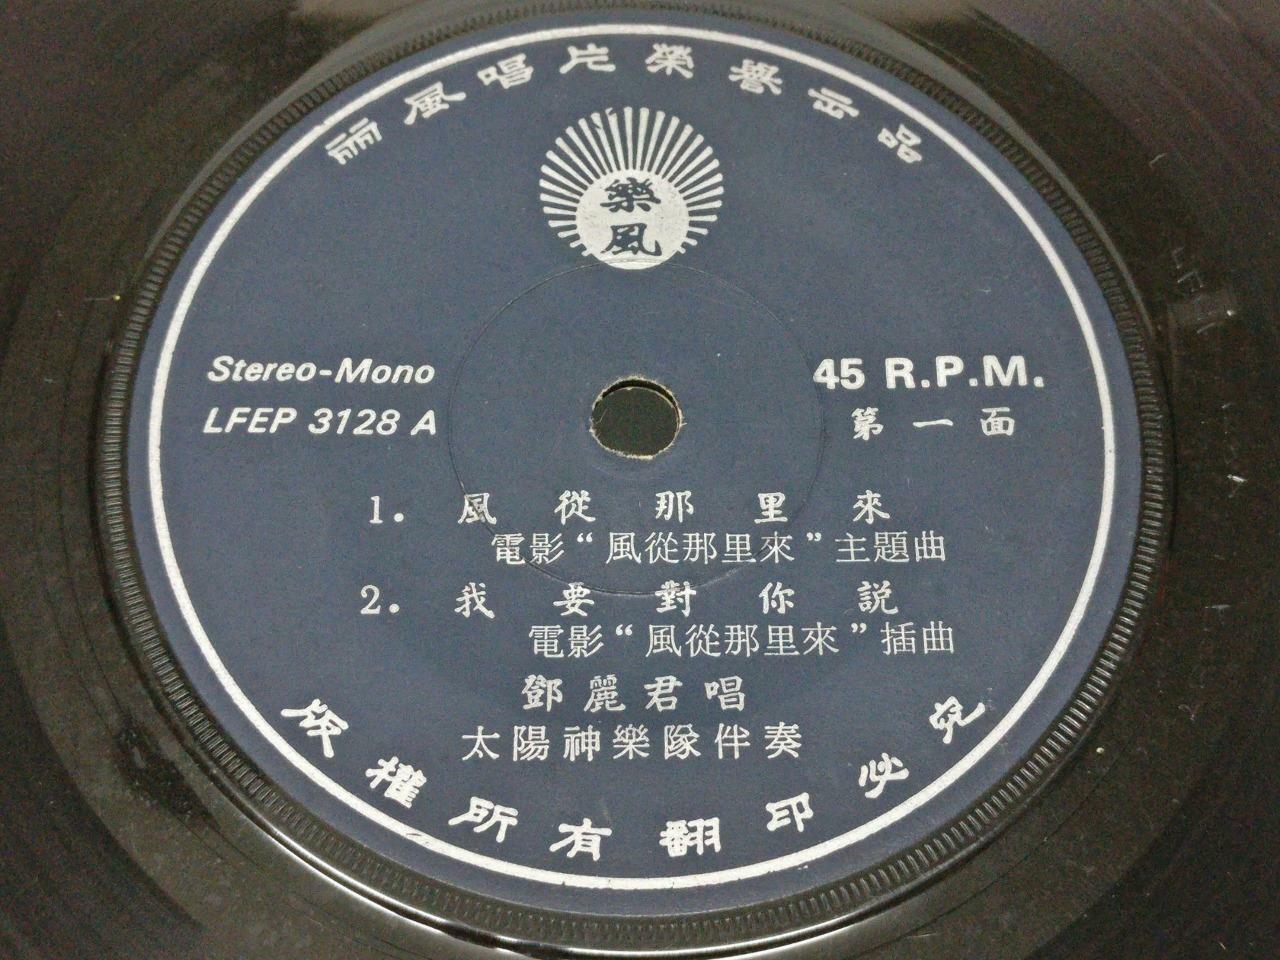 丽風唱片榮譽出品
樂風
Stereo-Mono
45 R.P.M.
LFEP 3128 A
第一面
1. 風從那里來
電影“風從那里來”主題曲
2. 我要對你説
電影“風從那里來”插曲
鄧麗君唱
太陽神樂隊伴奏
版權所有翻印必究